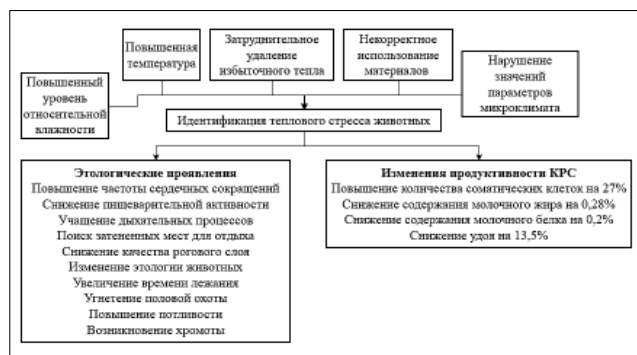 Повышенный
уровень
относительной
влажности
Повышенная
температура
Затруднительное
удаление
избыточного тепла
Некорректное
использование
материалов
Нарушение
значений
параметров
микроклимата
Идентификация теплового стресса животных
Этологические проявления
Повышение частоты сердечных сокращений
Снижение пищеварительной активности
Учащение дыхательных процессов
Поиск затененных мест для отдыха
Снижение качества рогового слоя
Изменение этологии животных
Увеличение времени лежания
Угнетение половой охоты
Повышение потливости
Возникновение хромоты
Изменения продуктивности КРС
Повышение количества соматических клеток на 27%
Снижение содержания молочного жира на 0,28%
Снижение содержания молочного белка на 0,2%
Снижение удоя на 13,5%